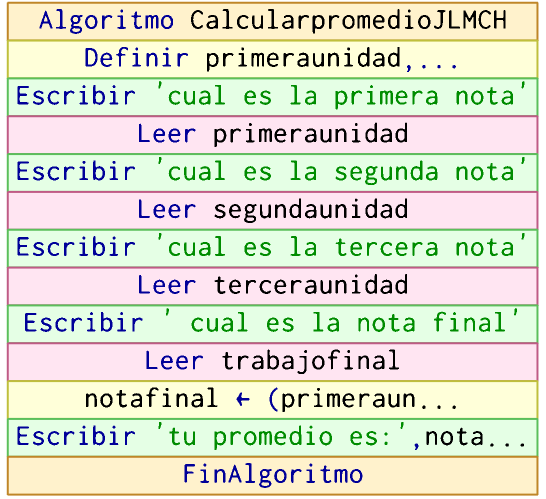 Algoritmo CalcularpromedioJLMCH
Definir primeraunidad,...
Escribir 'cual es la primera nota'
Leer primeraunidad
Escribir 'cual es la segunda nota'
Leer segundaunidad
Escribir 'cual es la tercera nota'
Leer terceraunidad
Escribir ' cual es la nota final'
Leer trabajofinal
notafinal ← (primeraun...
Escribir 'tu promedio es:',nota...
FinAlgoritmo